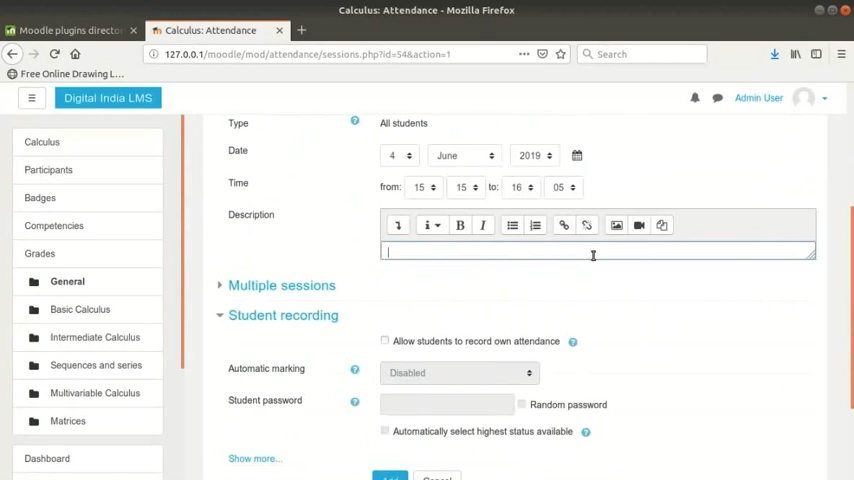 Calculus: Attendance - Mozilla Firefox
Moodle plugins director
Calculus: Attendance
127.0.0.1/moodle/mod/attendance/sessions.php?id=54&action=1
Search
Free Online Drawing L...
Digital India LMS
Admin User
Calculus
Participants
Badges
Competencies
Grades
General
Basic Calculus
Intermediate Calculus
Sequences and series
Multivariable Calculus
Matrices
Dashboard
Type ? All students
Date 4 June 2019
Time from: 15 15 to: 16 05
Description
i B I
Multiple sessions
Student recording
Allow students to record own attendance ?
Automatic marking ? Disabled
Student password ? Random password
Automatically select highest status available ?
Show more...
Add Cancel